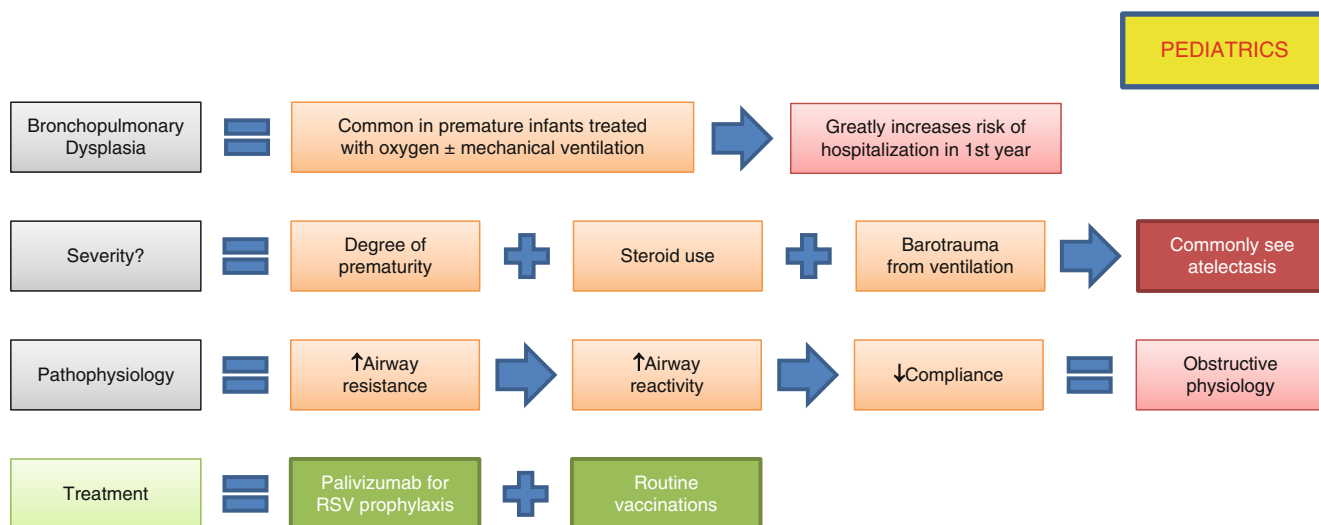 PEDIATRICS
Bronchopulmonary
Dysplasia
Common in premature infants treated
with oxygen ± mechanical ventilation
Greatly increases risk of
hospitalization in 1st year
Severity?
Degree of
prematurity
Steroid use
Barotrauma
from ventilation
Commonly see
atelectasis
Pathophysiology
↑Airway
resistance
↑Airway
reactivity
↓Compliance
Obstructive
physiology
Treatment
Palivizumab for
RSV prophylaxis
Routine
vaccinations